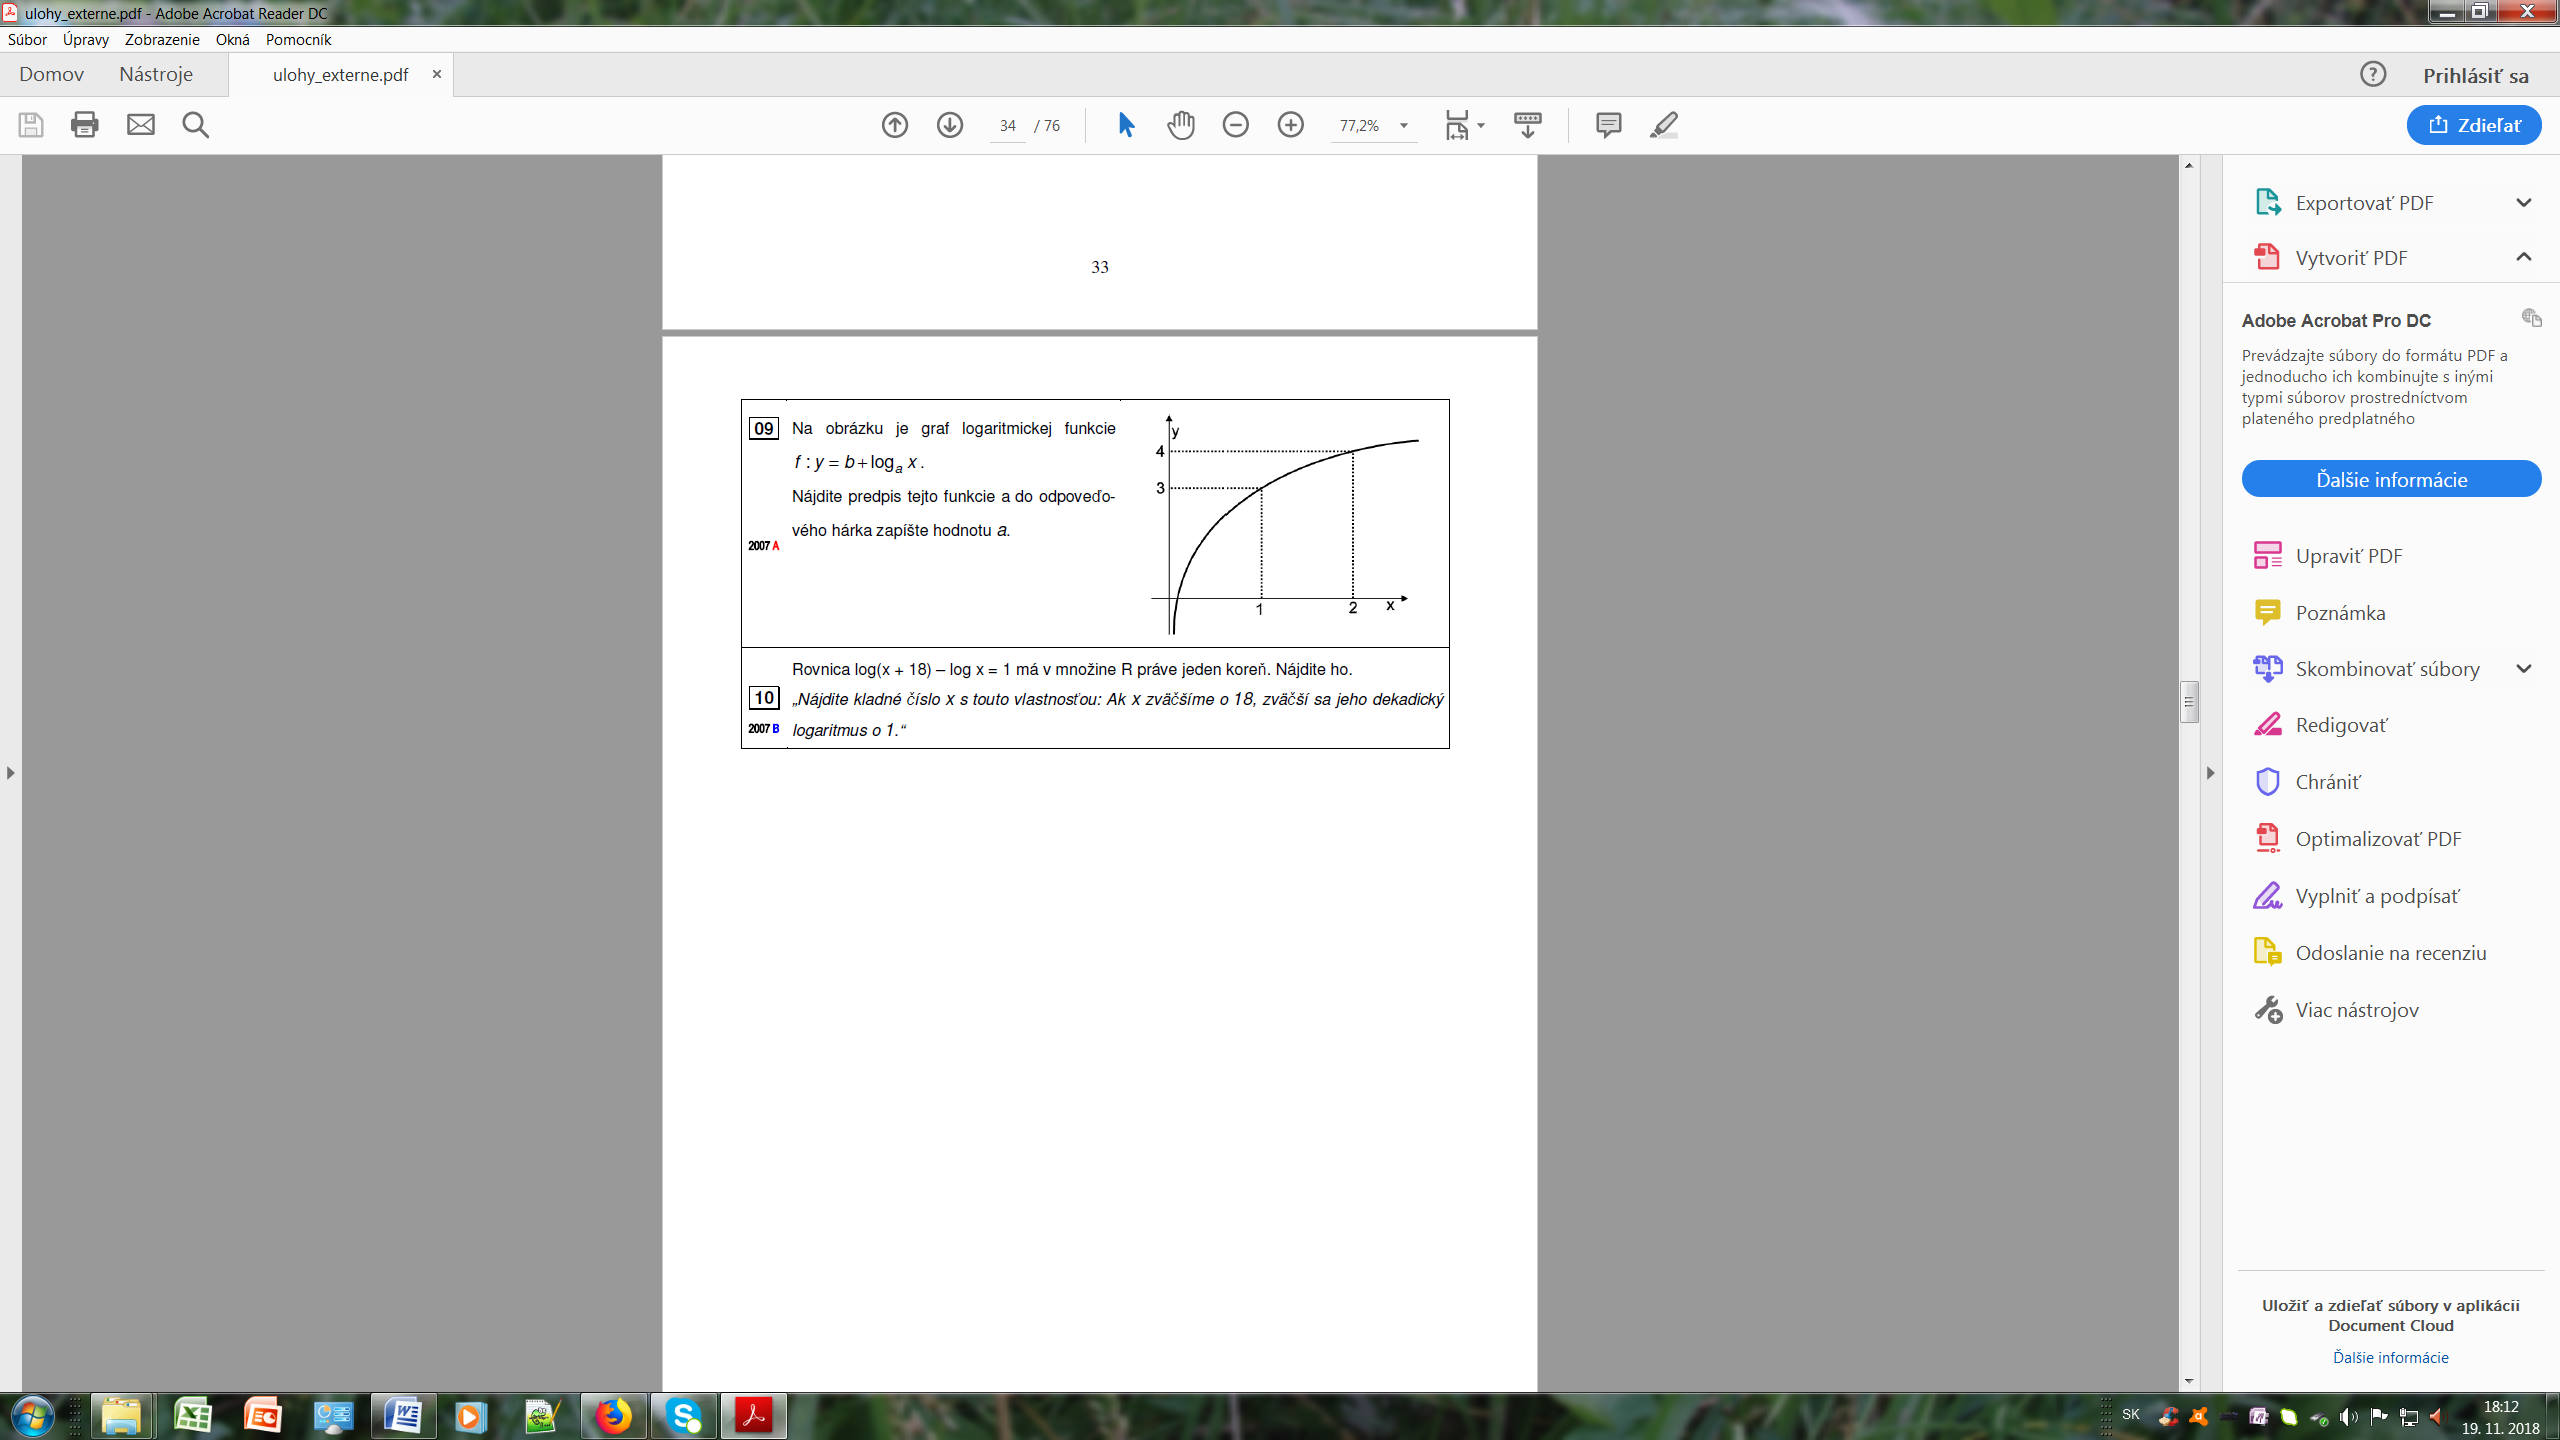 ulohy_externe.pdf - Adobe Acrobat Reader DC
Súbor Úpravy Zobrazenie Okná Pomocník
Domov Nástroje ulohy_externe.pdf × Prihlásiť sa
34 / 76 77,2% Zdieľať
33
09 Na obrázku je graf logaritmickej funkcie
f : y = b + logₐ x .
Nájdite predpis tejto funkcie a do odpoveďo-
vého hárka zapíšte hodnotu a.
2007 A
y
4
3
1 2 x
Rovnica log(x + 18) – log x = 1 má v množine R práve jeden koreň. Nájdite ho.
10 „Nájdite kladné číslo x s touto vlastnosťou: Ak x zväčšíme o 18, zväčší sa jeho dekadický
2007 B logaritmus o 1.“
Exportovať PDF
Vytvoriť PDF
Adobe Acrobat Pro DC
Prevádzajte súbory do formátu PDF a
jednoducho ich kombinujte s inými
typmi súborov prostredníctvom
plateného predplatného
Ďalšie informácie
Upraviť PDF
Poznámka
Skombinovať súbory
Redigovať
Chrániť
Optimalizovať PDF
Vyplniť a podpísať
Odoslanie na recenziu
Viac nástrojov
Uložiť a zdieľať súbory v aplikácii
Document Cloud
Ďalšie informácie
SK
18:12
19. 11. 2018